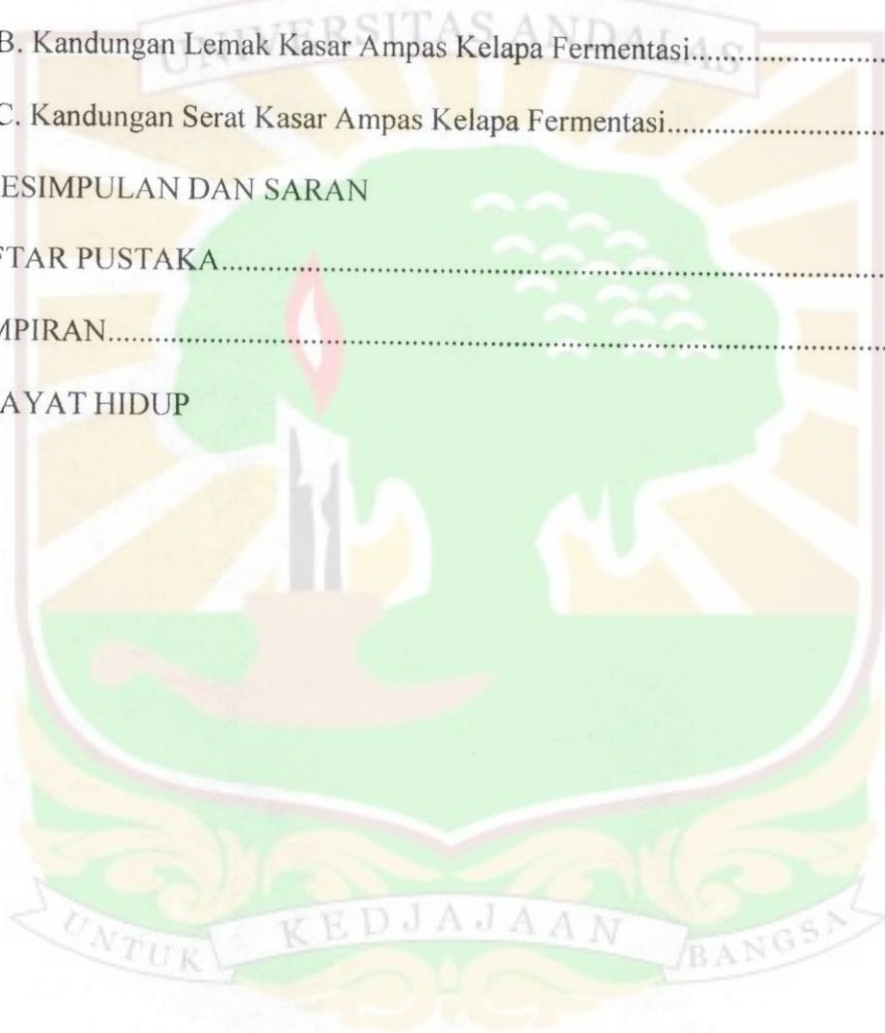 UNIVERSITAS ANDALAS
B. Kandungan Lemak Kasar Ampas Kelapa Fermentasi........................
C. Kandungan Serat Kasar Ampas Kelapa Fermentasi...........................
ESIMPULAN DAN SARAN
TAR PUSTAKA....................................................................................
MPIRAN..................................................................................................
AYAT HIDUP
UNTUK KEDJAJAAN BANGSA